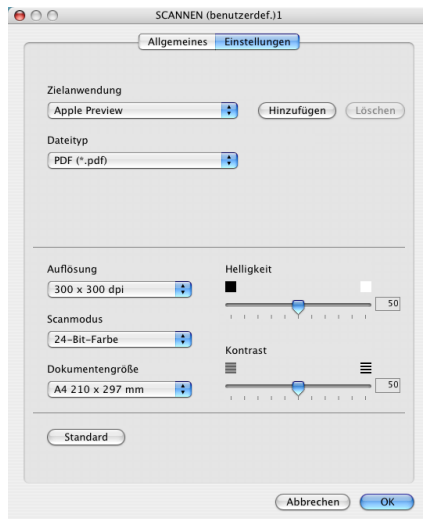 SCANNEN (benutzerdef.)1
Allgemeines Einstellungen
Zielanwendung
Apple Preview Hinzufügen Löschen
Dateityp
PDF (*.pdf)
Auflösung Helligkeit
300 x 300 dpi 50
Scanmodus
24-Bit-Farbe
Kontrast
Dokumentengröße
A4 210 x 297 mm 50
Standard
Abbrechen OK